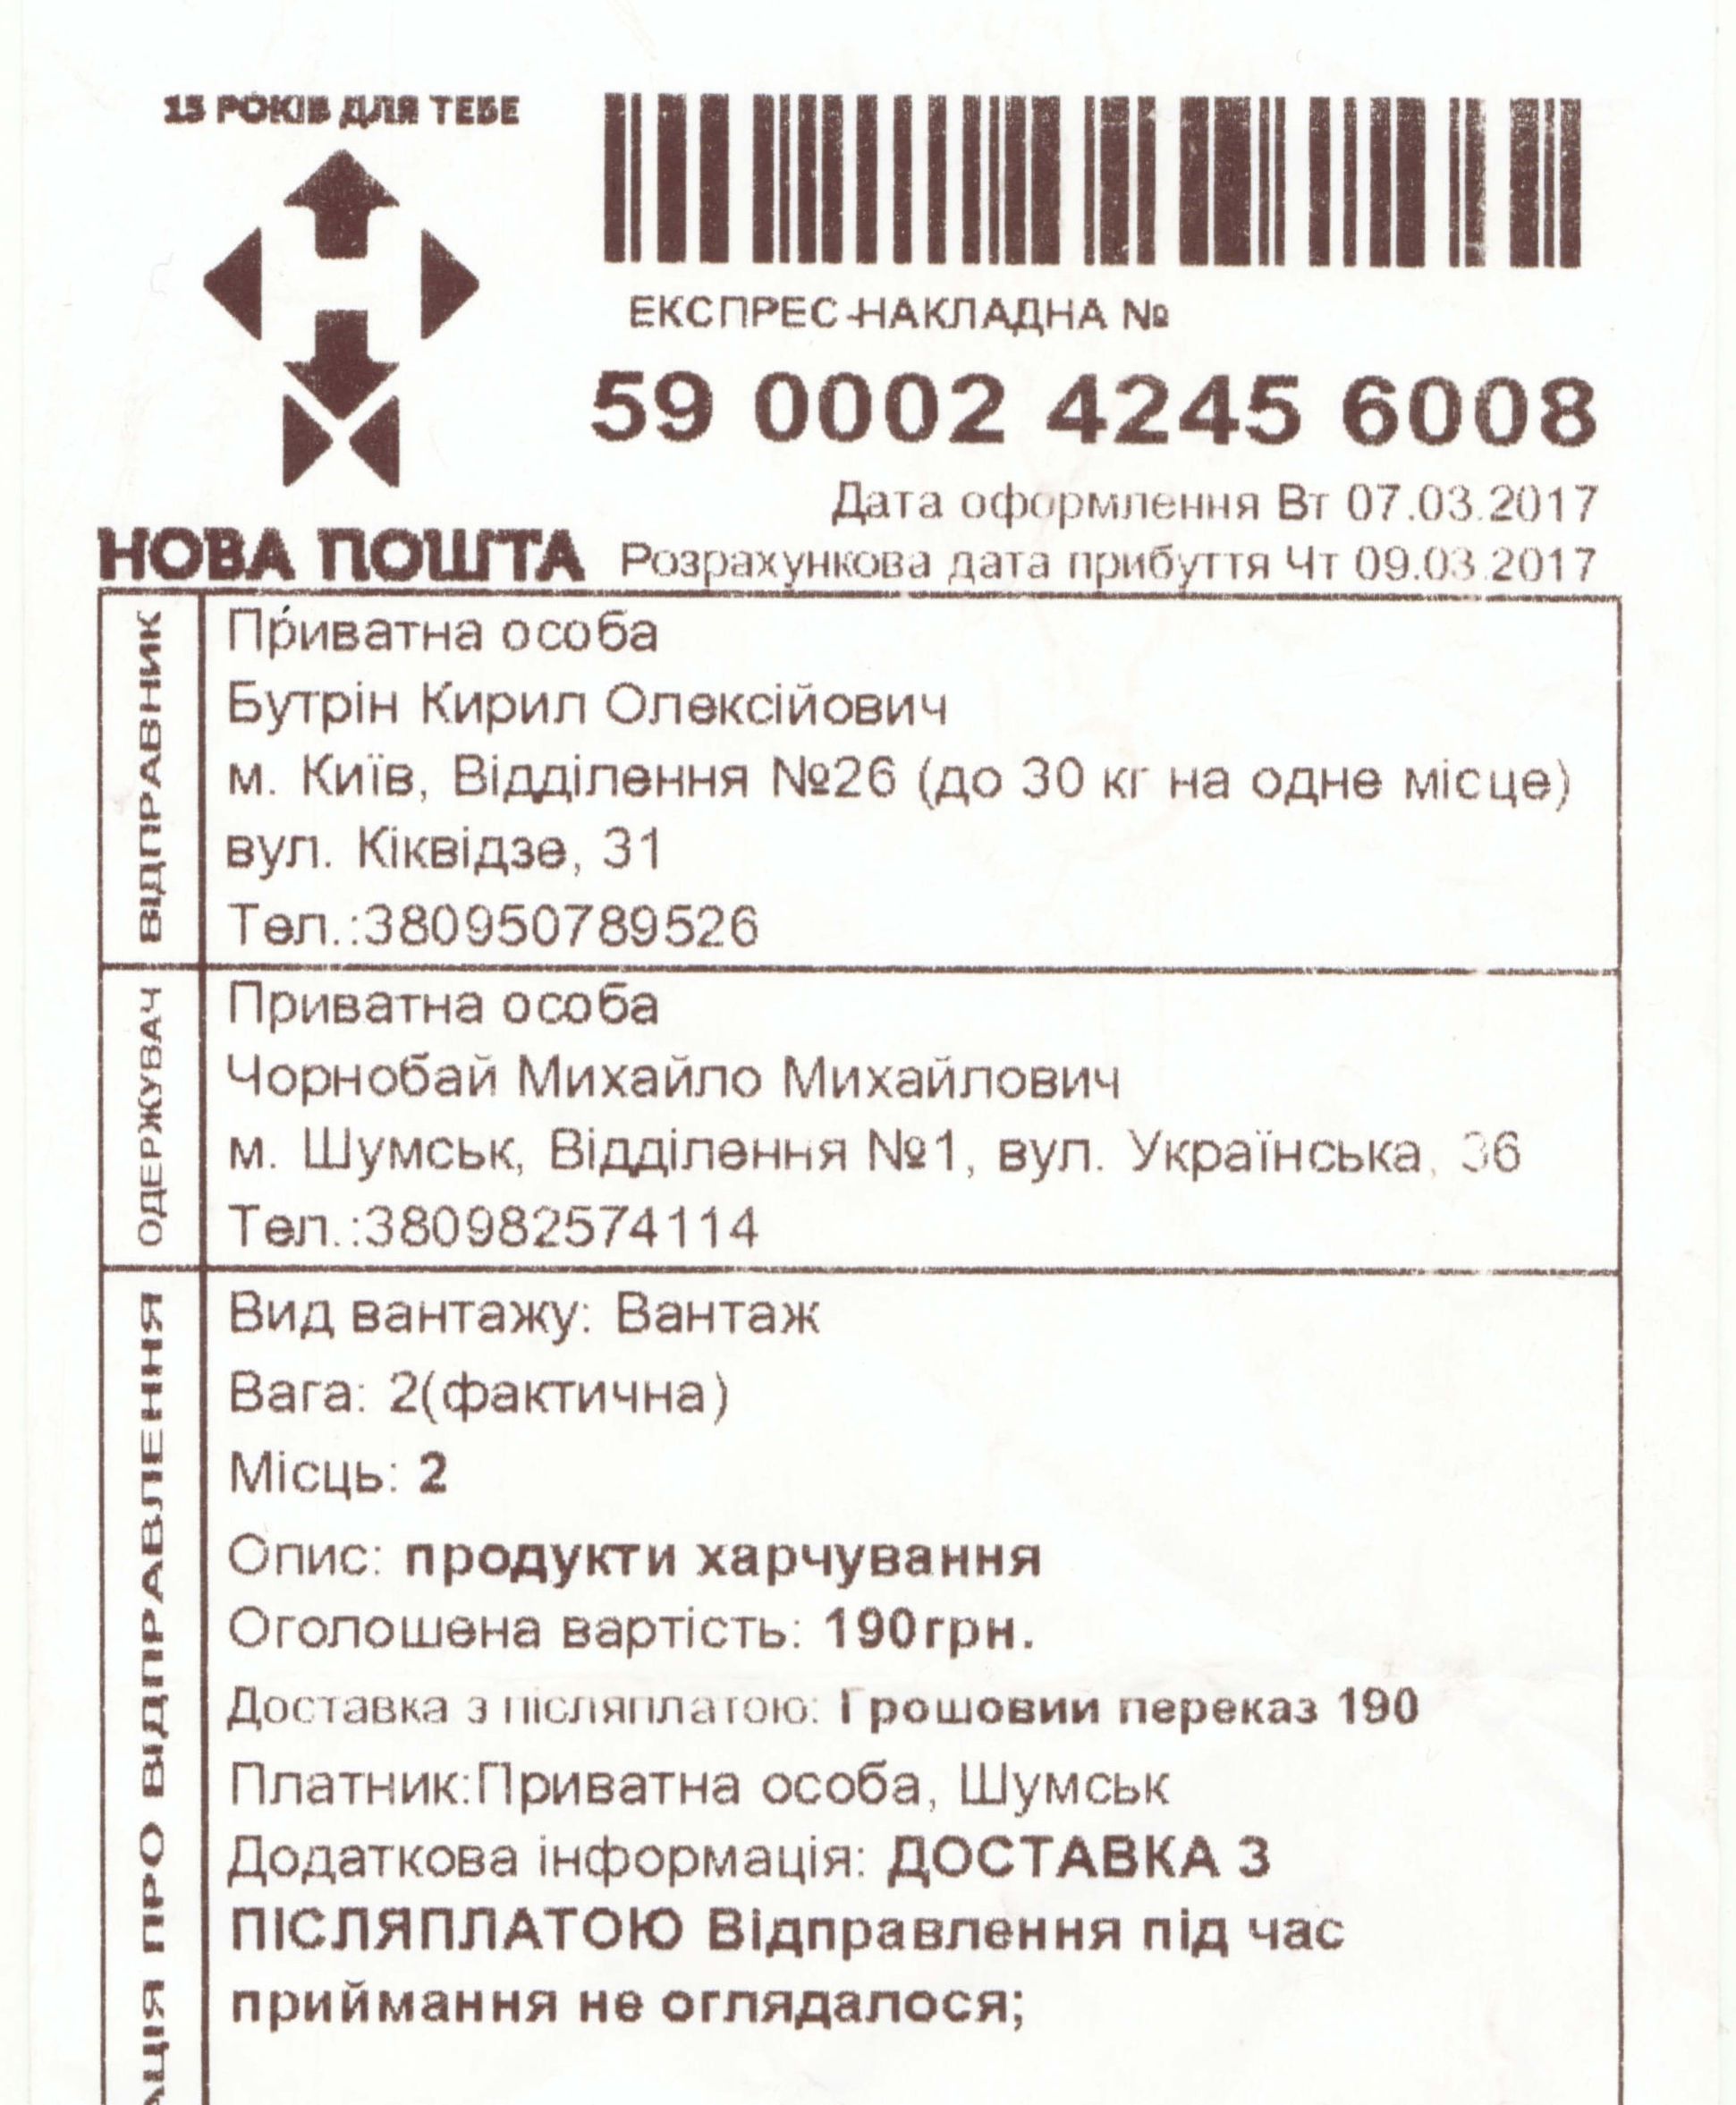 15 РОКІВ ДЛЯ ТЕБЕ
ЕКСПРЕС-НАКЛАДНА №
59 0002 4245 6008
Дата оформлення Вт 07.03.2017
НОВА ПОШТА
Розрахункова дата прибуття Чт 09.03.2017
ВІДПРАВНИК
Приватна особа
Бутрін Кирил Олексійович
м. Київ, Відділення №26 (до 30 кг на одне місце)
вул. Кіквідзе, 31
Тел.:380950789526
ОДЕРЖУВАЧ
Приватна особа
Чорнобай Михайло Михайлович
м. Шумськ, Відділення №1, вул. Українська, 36
Тел.:380982574114
АЦІЯ ПРО ВІДПРАВЛЕННЯ
Вид вантажу: Вантаж
Вага: 2(фактична)
Місць: 2
Опис: продукти харчування
Оголошена вартість: 190грн.
Доставка з післяплатою: Грошовий переказ 190
Платник:Приватна особа, Шумськ
Додаткова інформація: ДОСТАВКА З
ПІСЛЯПЛАТОЮ Відправлення під час
приймання не оглядалося;